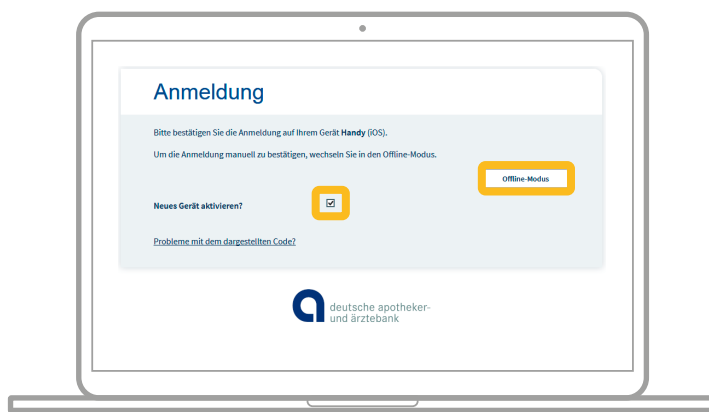 Anmeldung
Bitte bestätigen Sie die Anmeldung auf Ihrem Gerät Handy (iOS).
Um die Anmeldung manuell zu bestätigen, wechseln Sie in den Offline-Modus.
Offline-Modus
Neues Gerät aktivieren?
Probleme mit dem dargestellten Code?
deutsche apotheker-
und ärztebank